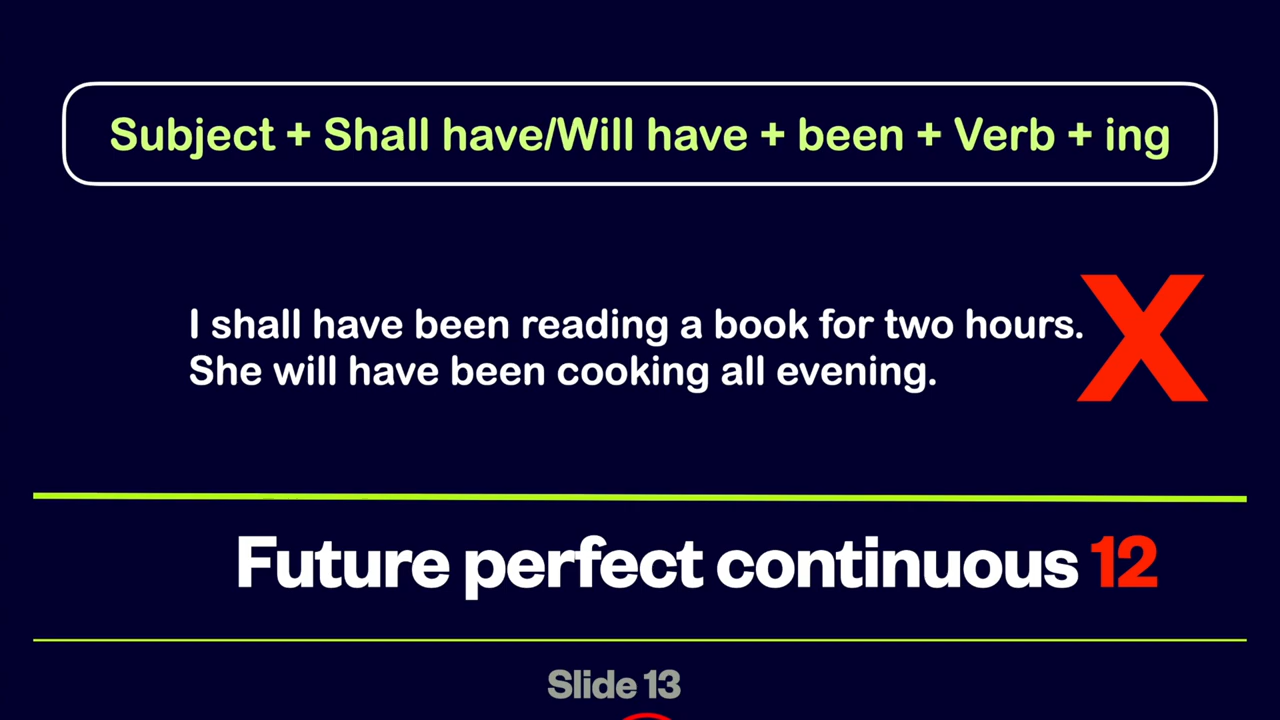 Subject + Shall have/Will have + been + Verb + ing
I shall have been reading a book for two hours.
She will have been cooking all evening.
X
Future perfect continuous 12
Slide 13